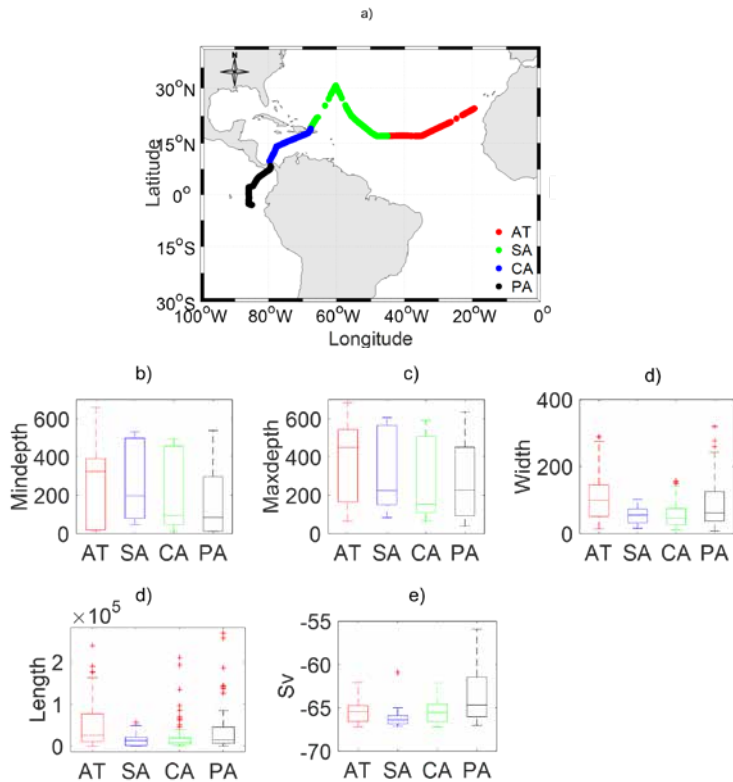 a)
N
30°N
15°N
0°
15°S
30°S
Latitude
AT
SA
CA
PA
100°W 80°W 60°W 40°W 20°W 0°
Longitude
b)
Mindepth
600
400
200
0
AT SA CA PA
c)
Maxdepth
600
400
200
0
AT SA CA PA
d)
Width
400
200
0
AT SA CA PA
d)
×10⁵
Length
2
1
0
AT SA CA PA
e)
Sv
-55
-60
-65
-70
AT SA CA PA